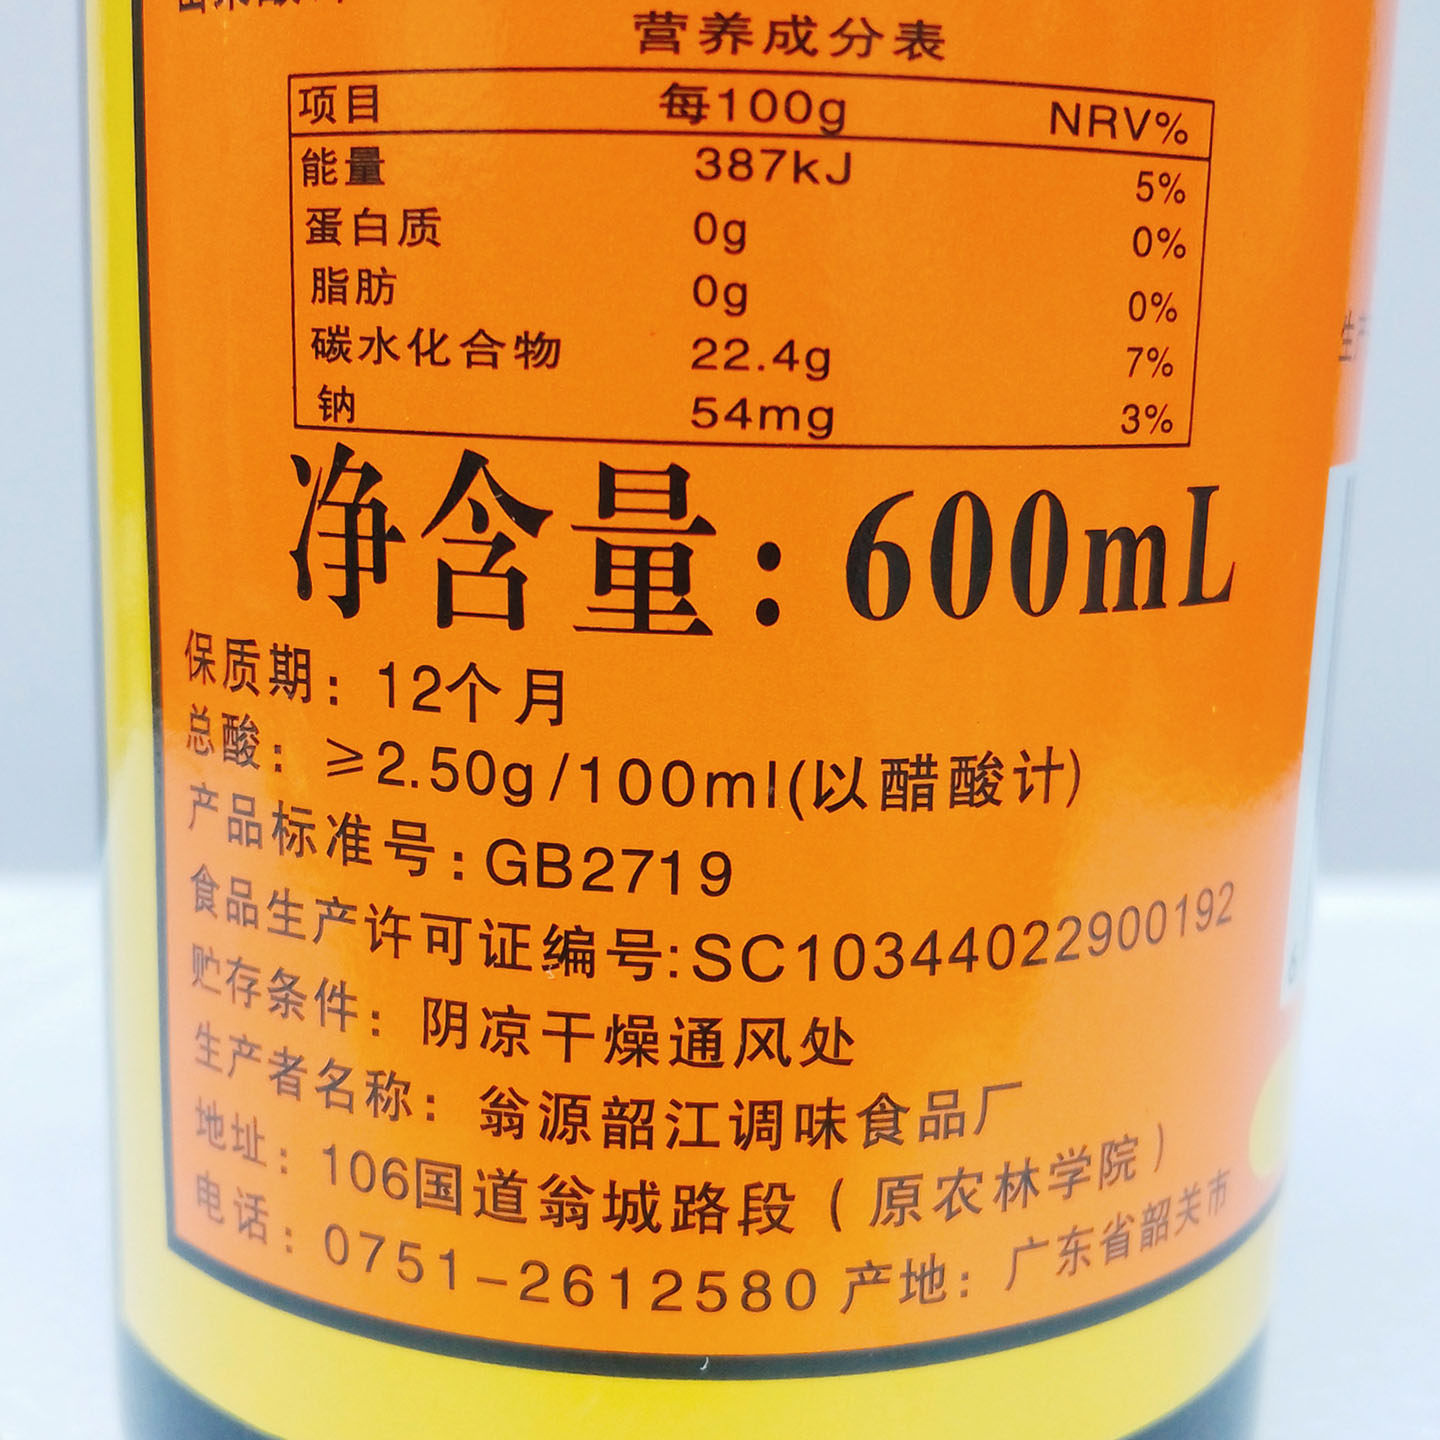 营养成分表
项目 每100g NRV%
能量 387kJ 5%
蛋白质 0g 0%
脂肪 0g 0%
碳水化合物 22.4g 7%
钠 54mg 3%
净含量：600mL
保质期：12个月
总酸：≥2.50g/100ml(以醋酸计)
产品标准号：GB2719
食品生产许可证编号:SC10344022900192
贮存条件：阴凉干燥通风处
生产者名称：翁源韶江调味食品厂
地址：106国道翁城路段（原农林学院）
电话：0751-2612580 产地：广东省韶关市